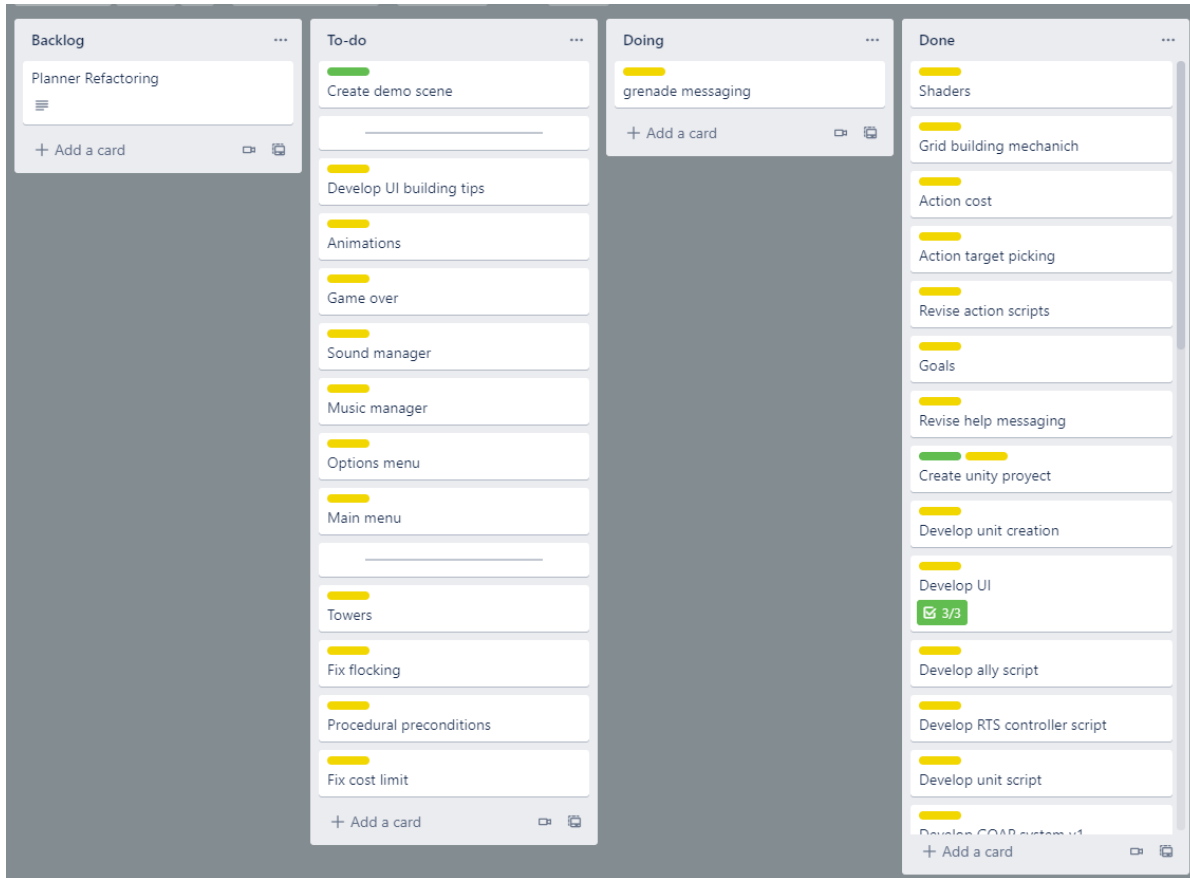 Backlog
Planner Refactoring
+ Add a card
To-do
Create demo scene
Develop UI building tips
Animations
Game over
Sound manager
Music manager
Options menu
Main menu
Towers
Fix flocking
Procedural preconditions
Fix cost limit
+ Add a card
Doing
grenade messaging
+ Add a card
Done
Shaders
Grid building mechanich
Action cost
Action target picking
Revise action scripts
Goals
Revise help messaging
Create unity proyect
Develop unit creation
Develop UI
3/3
Develop ally script
Develop RTS controller script
Develop unit script
Develop GOAP system v1
+ Add a card